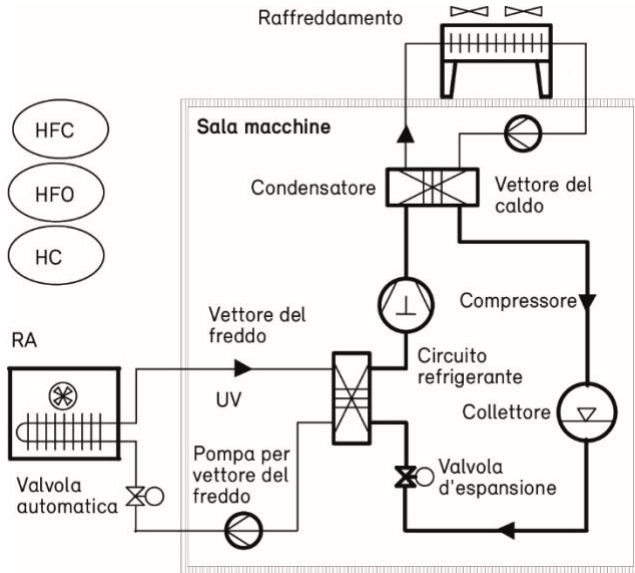 Raffreddamento
HFC
HFO
HC
Sala macchine
Condensatore
Vettore del
caldo
Compressore
Vettore del
freddo
RA
UV
Circuito
refrigerante
Collettore
Pompa per
vettore del
freddo
Valvola
automatica
Valvola
d'espansione